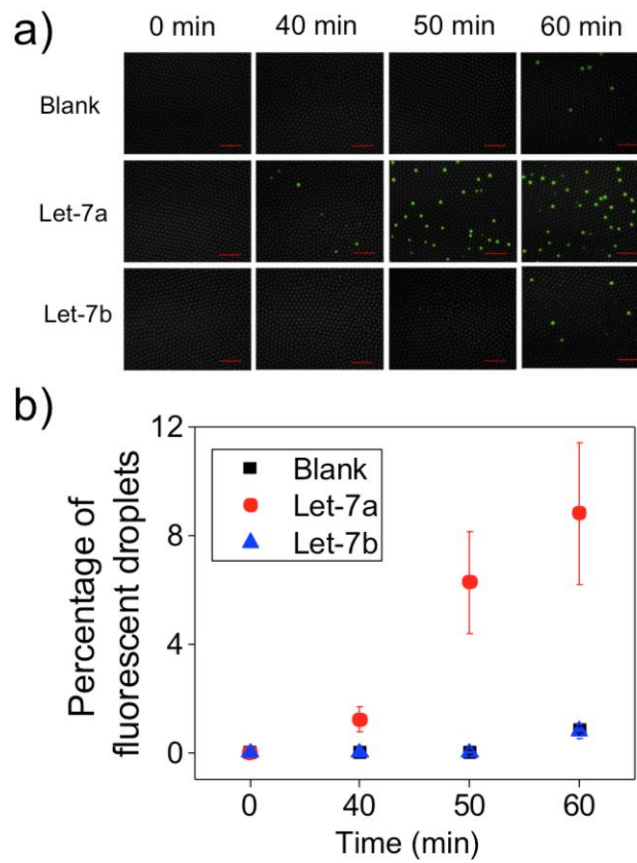 a)
0 min 40 min 50 min 60 min
Blank
Let-7a
Let-7b
b)
Percentage of
fluorescent droplets
12
8
4
0
Blank
Let-7a
Let-7b
0 40 50 60
Time (min)